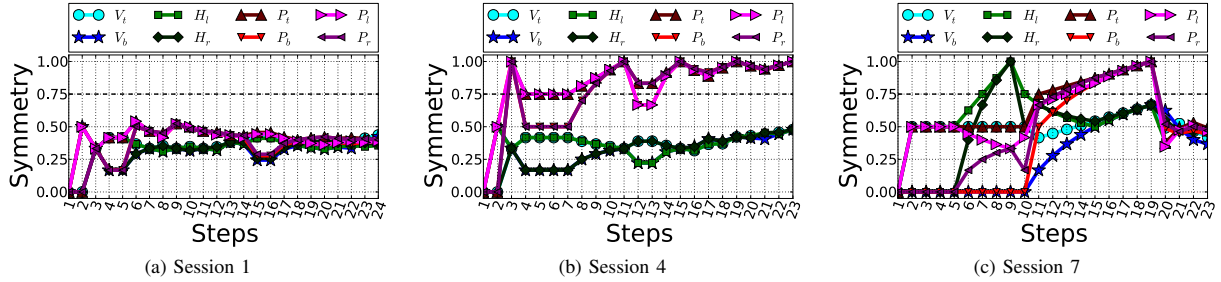 V_t H_l P_t P_l
V_b H_r P_b P_r
1.00
0.75
0.50
0.25
0.00
Symmetry
1 2 3 4 5 6 7 8 9 10 11 12 13 14 15 16 17 18 19 20 21 22 23 24
Steps
(a) Session 1
V_t H_l P_t P_l
V_b H_r P_b P_r
1.00
0.75
0.50
0.25
0.00
Symmetry
1 2 3 4 5 6 7 8 9 10 11 12 13 14 15 16 17 18 19 20 21 22 23
Steps
(b) Session 4
V_t H_l P_t P_l
V_b H_r P_b P_r
1.00
0.75
0.50
0.25
0.00
Symmetry
1 2 3 4 5 6 7 8 9 10 11 12 13 14 15 16 17 18 19 20 21 22 23
Steps
(c) Session 7